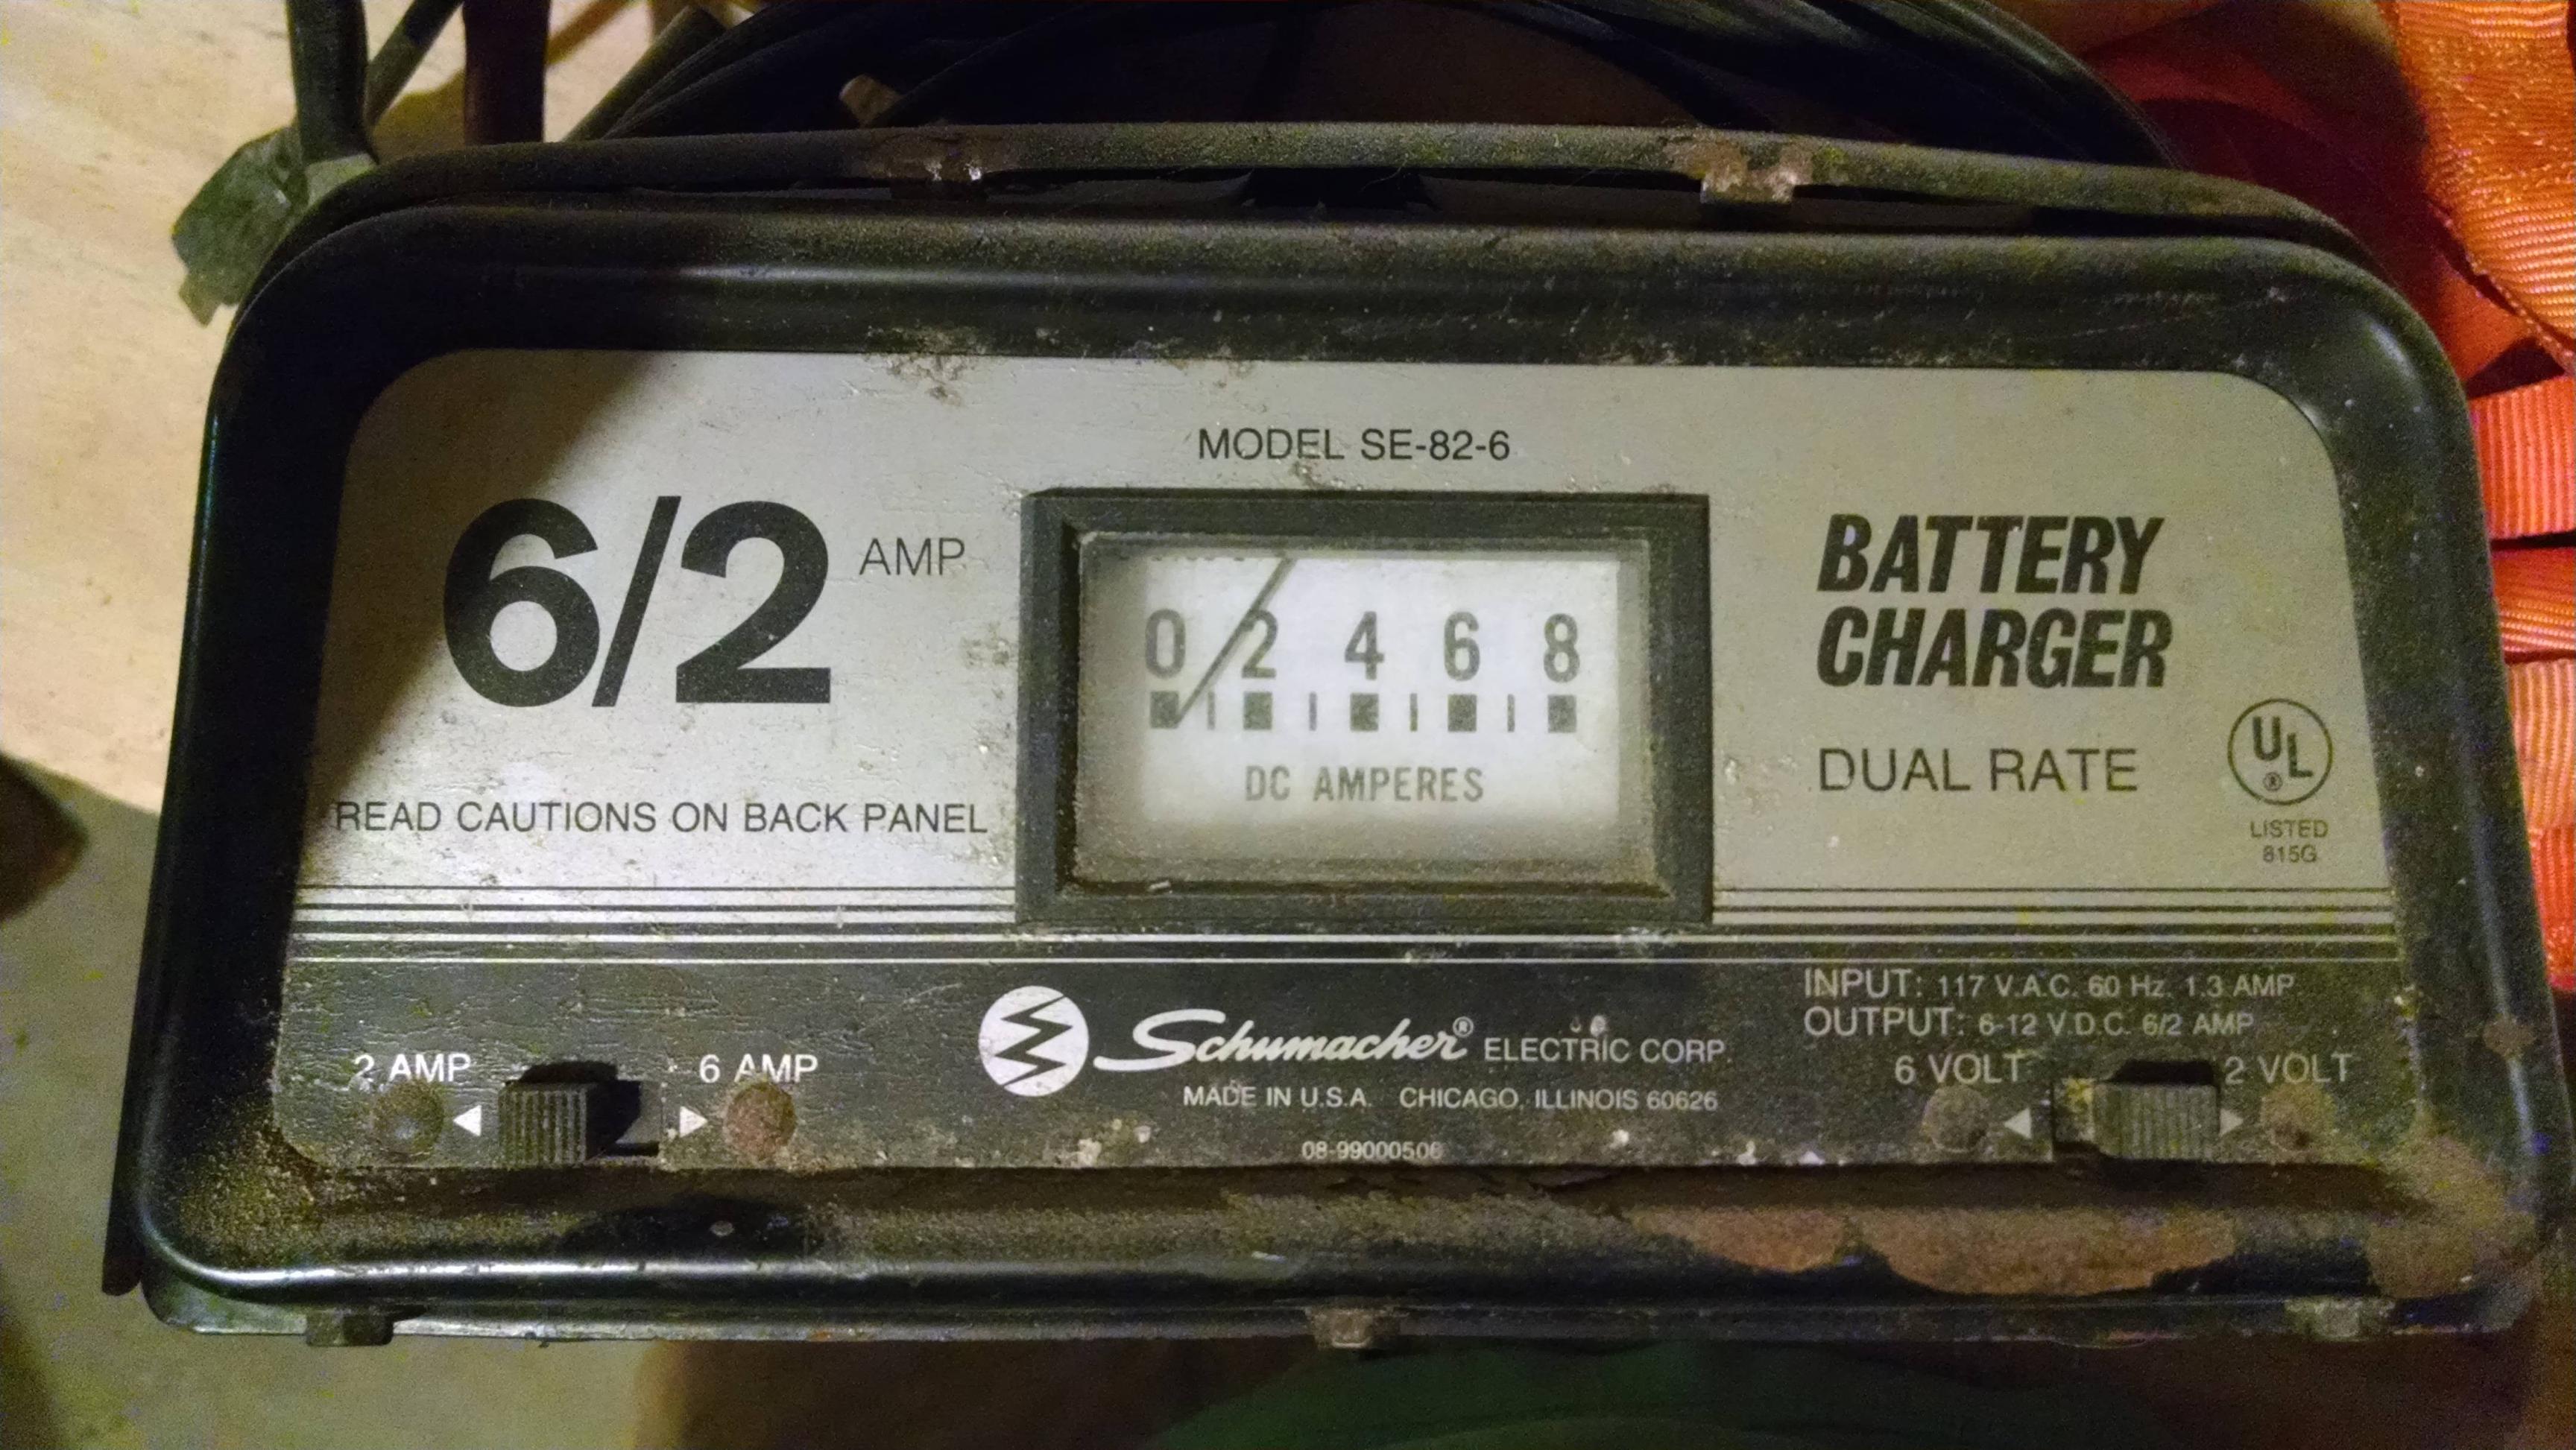 MODEL SE-82-6
6/2 AMP
BATTERY
CHARGER
0 2 4 6 8
DC AMPERES
DUAL RATE
UL
®
LISTED
815G
READ CAUTIONS ON BACK PANEL
INPUT: 117 V.A.C. 60 Hz. 1.3 AMP
OUTPUT: 6-12 V.D.C. 6/2 AMP
Schumacher® ELECTRIC CORP.
MADE IN U.S.A. CHICAGO, ILLINOIS 60626
2 AMP
6 AMP
6 VOLT
2 VOLT
08-99000506